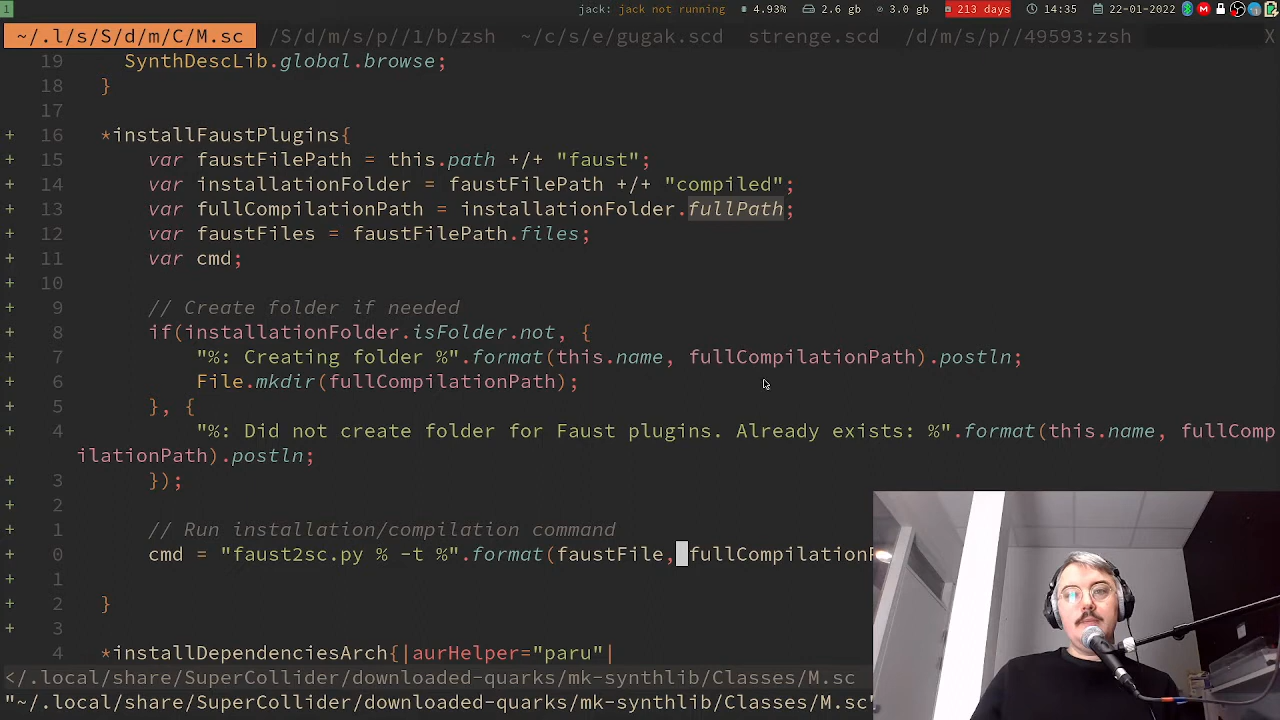 1 jack: jack not running 4.93% 2.6 gb 3.0 gb 213 days 14:35 22-01-2022
~/.l/s/S/d/m/C/M.sc /S/d/m/s/p//1/b/zsh ~/c/s/e/gugak.scd strenge.scd /d/m/s/p//49593:zsh X
19 SynthDescLib.global.browse;
18 }
17
+ 16 *installFaustPlugins{
+ 15 var faustFilePath = this.path +/+ "faust";
+ 14 var installationFolder = faustFilePath +/+ "compiled";
+ 13 var fullCompilationPath = installationFolder.fullPath;
+ 12 var faustFiles = faustFilePath.files;
+ 11 var cmd;
+ 10
+ 9 // Create folder if needed
+ 8 if(installationFolder.isFolder.not, {
+ 7 "%: Creating folder %".format(this.name, fullCompilationPath).postln;
+ 6 File.mkdir(fullCompilationPath);
+ 5 }, {
+ 4 "%: Did not create folder for Faust plugins. Already exists: %".format(this.name, fullComp
ilationPath).postln;
+ 3 });
+ 2
+ 1 // Run installation/compilation command
+ 0 cmd = "faust2sc.py % -t %".format(faustFile, fullCompilationP
+ 1
+ 2 }
+ 3
4 *installDependenciesArch{|aurHelper="paru"|
</.local/share/SuperCollider/downloaded-quarks/mk-synthlib/Classes/M.sc
"~/.local/share/SuperCollider/downloaded-quarks/mk-synthlib/Classes/M.sc"